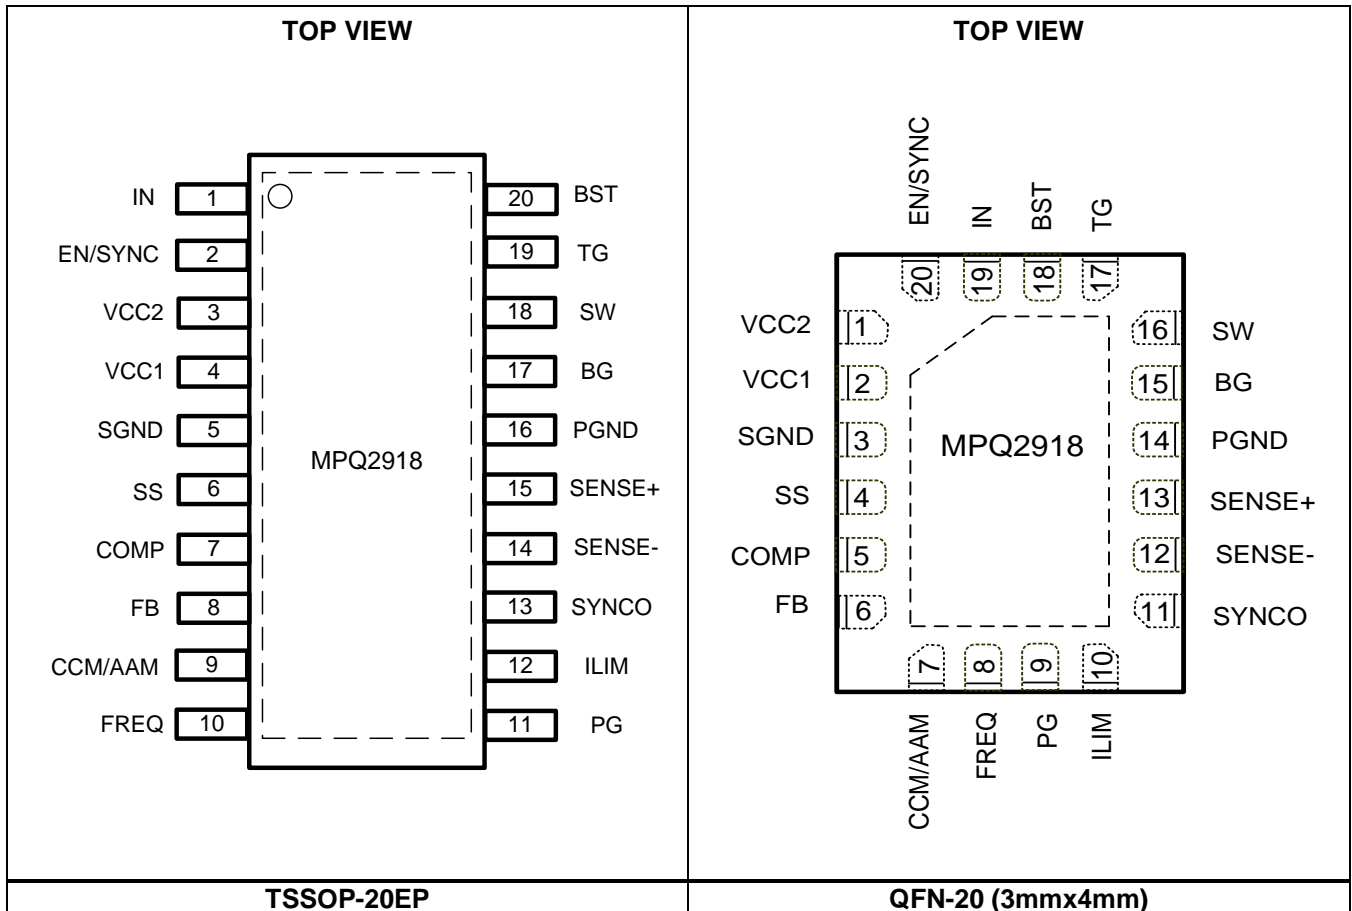 TOP VIEW
IN 1
EN/SYNC 2
VCC2 3
VCC1 4
SGND 5
SS 6
COMP 7
FB 8
CCM/AAM 9
FREQ 10
MPQ2918
20 BST
19 TG
18 SW
17 BG
16 PGND
15 SENSE+
14 SENSE-
13 SYNCO
12 ILIM
11 PG
TSSOP-20EP
TOP VIEW
EN/SYNC
IN
BST
TG
20
19
18
17
VCC2 1
VCC1 2
SGND 3
SS 4
COMP 5
FB 6
MPQ2918
16 SW
15 BG
14 PGND
13 SENSE+
12 SENSE-
11 SYNCO
7
8
9
10
CCM/AAM
FREQ
PG
ILIM
QFN-20 (3mmx4mm)